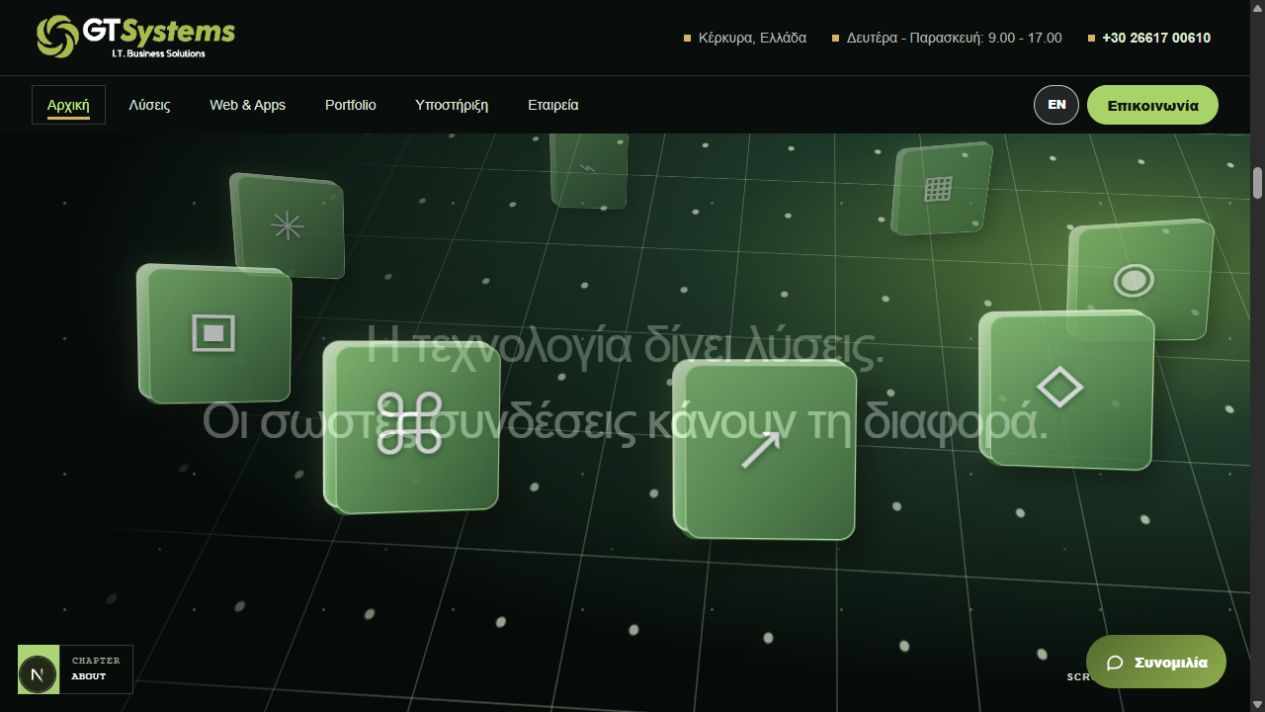 GTSystems
I.T. Business Solutions
Κέρκυρα, Ελλάδα
Δευτέρα - Παρασκευή: 9.00 - 17.00
+30 26617 00610
Αρχική
Λύσεις
Web & Apps
Portfolio
Υποστήριξη
Εταιρεία
EN
Επικοινωνία
Η τεχνολογία δίνει λύσεις.
Οι σωστές συνδέσεις κάνουν τη διαφορά.
N
CHAPTER
ABOUT
Συνομιλία